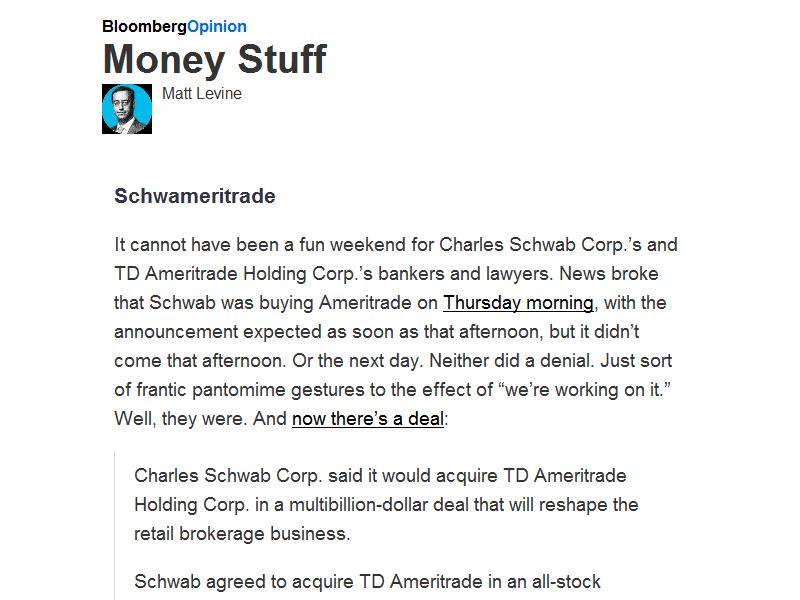 BloombergOpinion
Money Stuff
Matt Levine
Schwameritrade
It cannot have been a fun weekend for Charles Schwab Corp.’s and
TD Ameritrade Holding Corp.’s bankers and lawyers. News broke
that Schwab was buying Ameritrade on Thursday morning, with the
announcement expected as soon as that afternoon, but it didn’t
come that afternoon. Or the next day. Neither did a denial. Just sort
of frantic pantomime gestures to the effect of “we’re working on it.”
Well, they were. And now there’s a deal:
Charles Schwab Corp. said it would acquire TD Ameritrade
Holding Corp. in a multibillion-dollar deal that will reshape the
retail brokerage business.
Schwab agreed to acquire TD Ameritrade in an all-stock